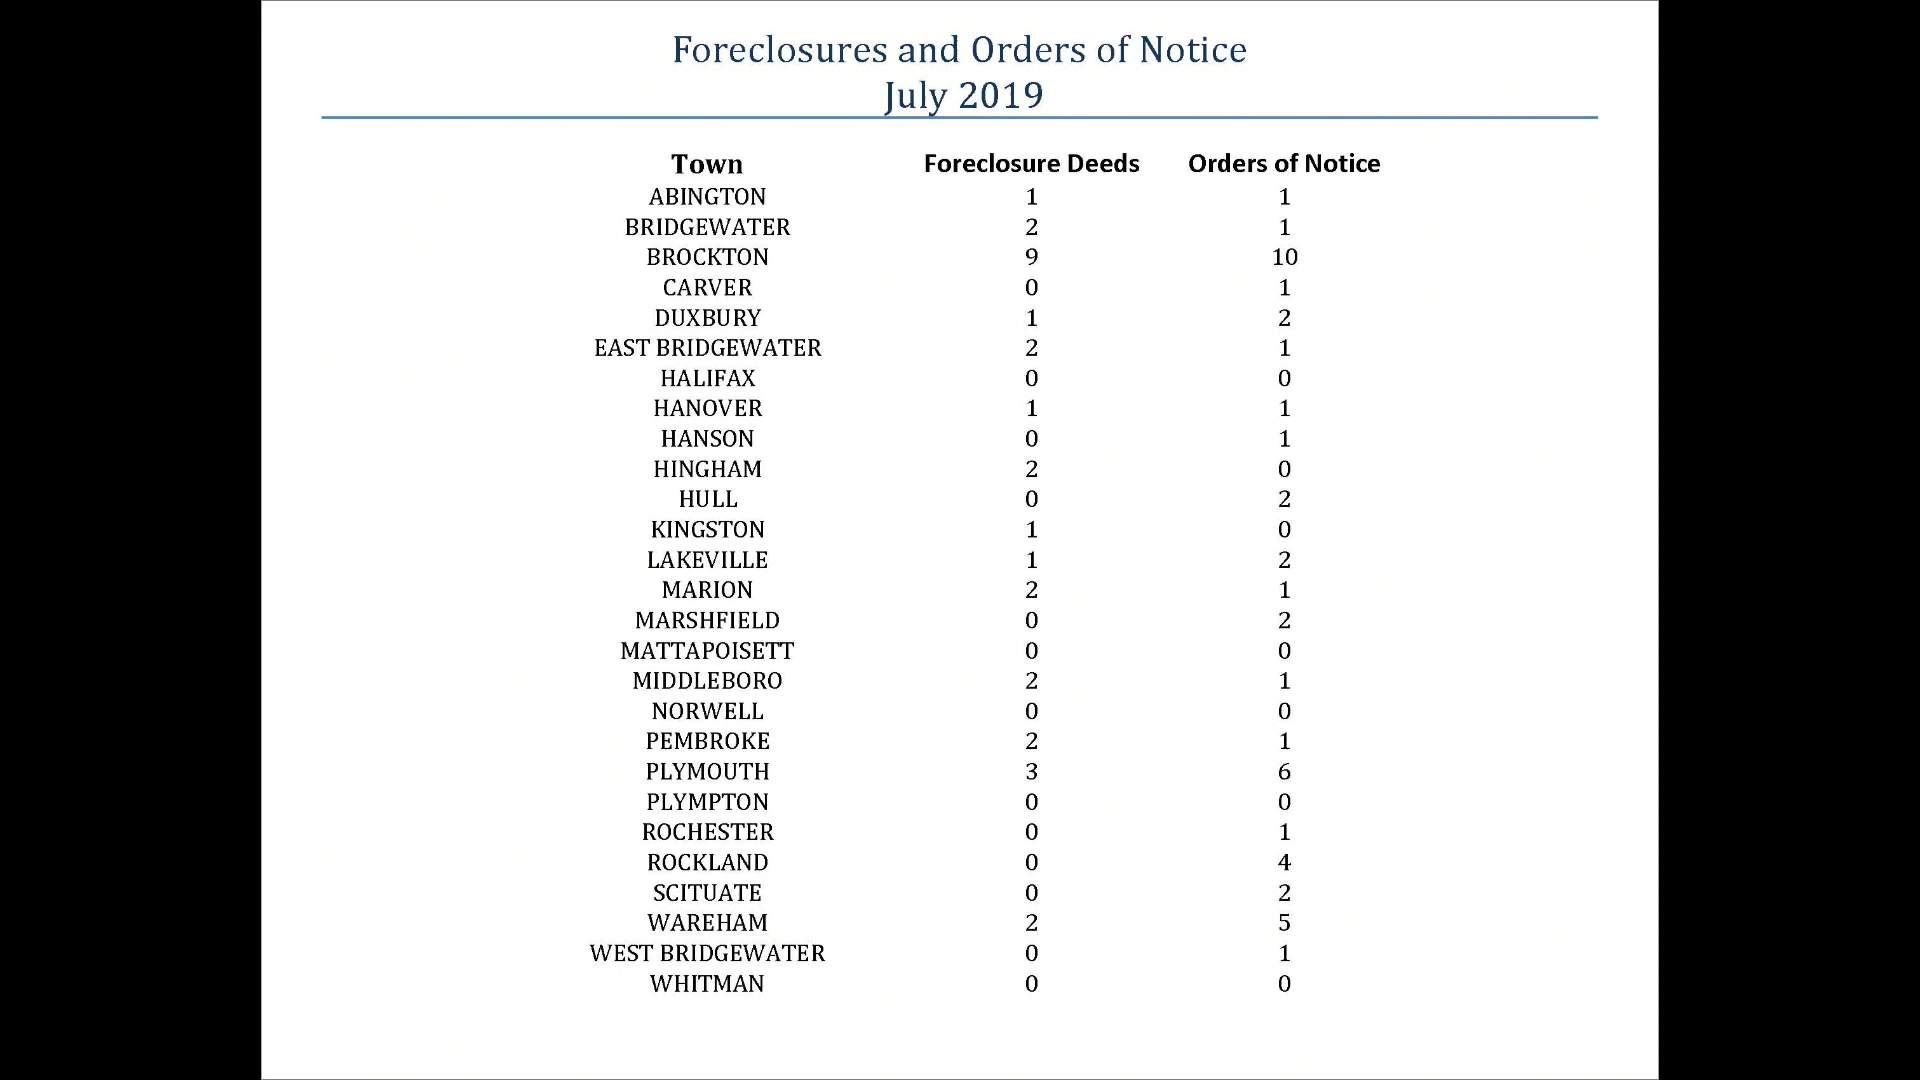 Foreclosures and Orders of Notice
July 2019
Town Foreclosure Deeds Orders of Notice
ABINGTON 1 1
BRIDGEWATER 2 1
BROCKTON 9 10
CARVER 0 1
DUXBURY 1 2
EAST BRIDGEWATER 2 1
HALIFAX 0 0
HANOVER 1 1
HANSON 0 1
HINGHAM 2 0
HULL 0 2
KINGSTON 1 0
LAKEVILLE 1 2
MARION 2 1
MARSHFIELD 0 2
MATTAPOISETT 0 0
MIDDLEBORO 2 1
NORWELL 0 0
PEMBROKE 2 1
PLYMOUTH 3 6
PLYMPTON 0 0
ROCHESTER 0 1
ROCKLAND 0 4
SCITUATE 0 2
WAREHAM 2 5
WEST BRIDGEWATER 0 1
WHITMAN 0 0